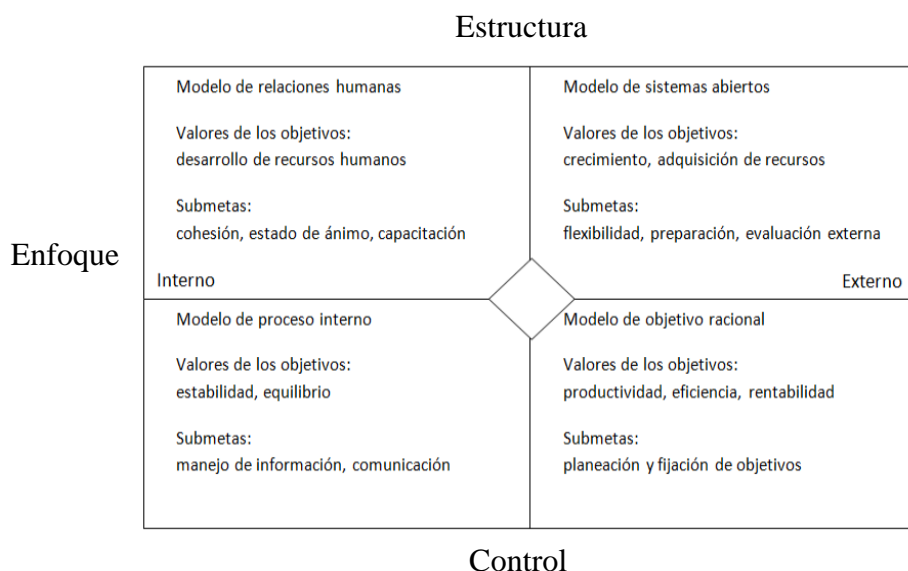 Estructura
Modelo de relaciones humanas
Valores de los objetivos:
desarrollo de recursos humanos
Submetas:
cohesión, estado de ánimo, capacitación
Modelo de sistemas abiertos
Valores de los objetivos:
crecimiento, adquisición de recursos
Submetas:
flexibilidad, preparación, evaluación externa
Enfoque
Interno
Externo
Modelo de proceso interno
Valores de los objetivos:
estabilidad, equilibrio
Submetas:
manejo de información, comunicación
Modelo de objetivo racional
Valores de los objetivos:
productividad, eficiencia, rentabilidad
Submetas:
planeación y fijación de objetivos
Control